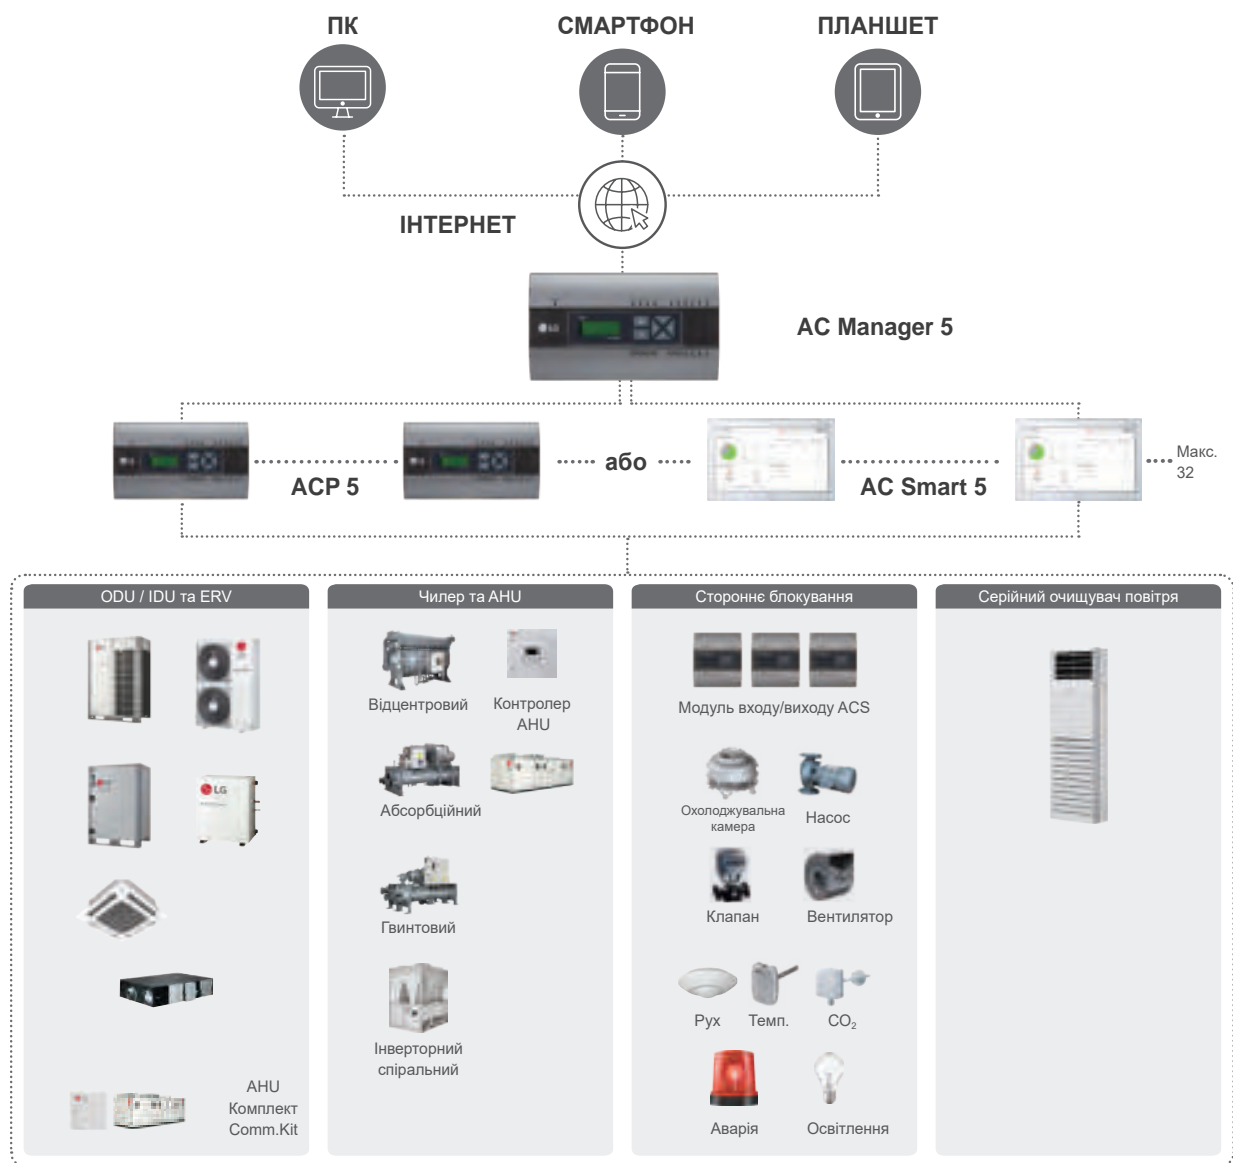 ПК
СМАРТФОН
ПЛАНШЕТ
ІНТЕРНЕТ
LG
AC Manager 5
ACP 5
або
AC Smart 5
Макс.
32
ODU / IDU та ERV
LG
AHU
Комплект
Comm.Kit
Чилер та AHU
Відцентровий
Контролер
AHU
Абсорбційний
Гвинтовий
Інверторний
спіральний
Стороннє блокування
Модуль входу/виходу ACS
Охолоджувальна
камера
Насос
Клапан
Вентилятор
Рух
Темп.
CO₂
Аварія
Освітлення
Серійний очищувач повітря